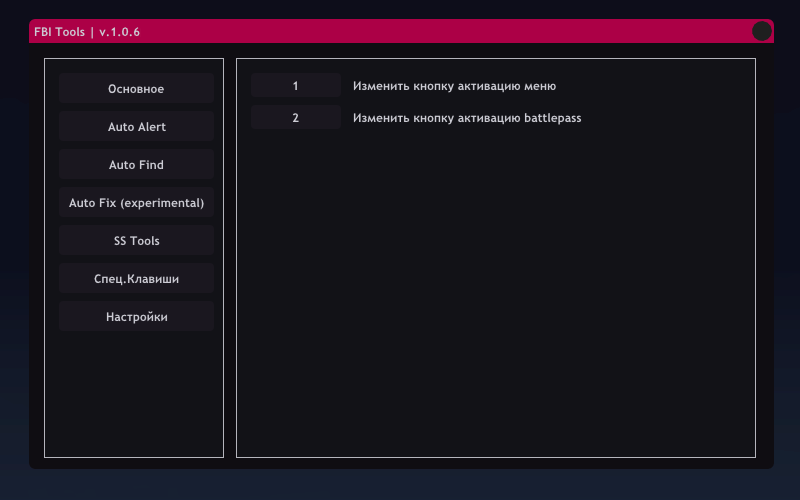 FBI Tools | v.1.0.6
Основное
Auto Alert
Auto Find
Auto Fix (experimental)
SS Tools
Спец.Клавиши
Настройки
1 Изменить кнопку активацию меню
2 Изменить кнопку активацию battlepass